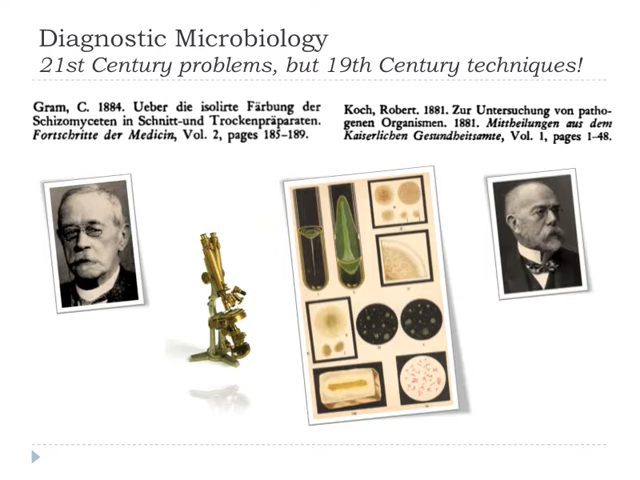 Diagnostic Microbiology
21st Century problems, but 19th Century techniques!
Gram, C. 1884. Ueber die isolirte Färbung der
Schizomyceten in Schnitt-und Trockenpräparaten.
Fortschritte der Medicin, Vol. 2, pages 185-189.
Koch, Robert. 1881. Zur Untersuchung von patho-
genen Organismen. 1881. Mittheilungen aus dem
Kaiserlichen Gesundheitsamte, Vol. 1, pages 1-48.